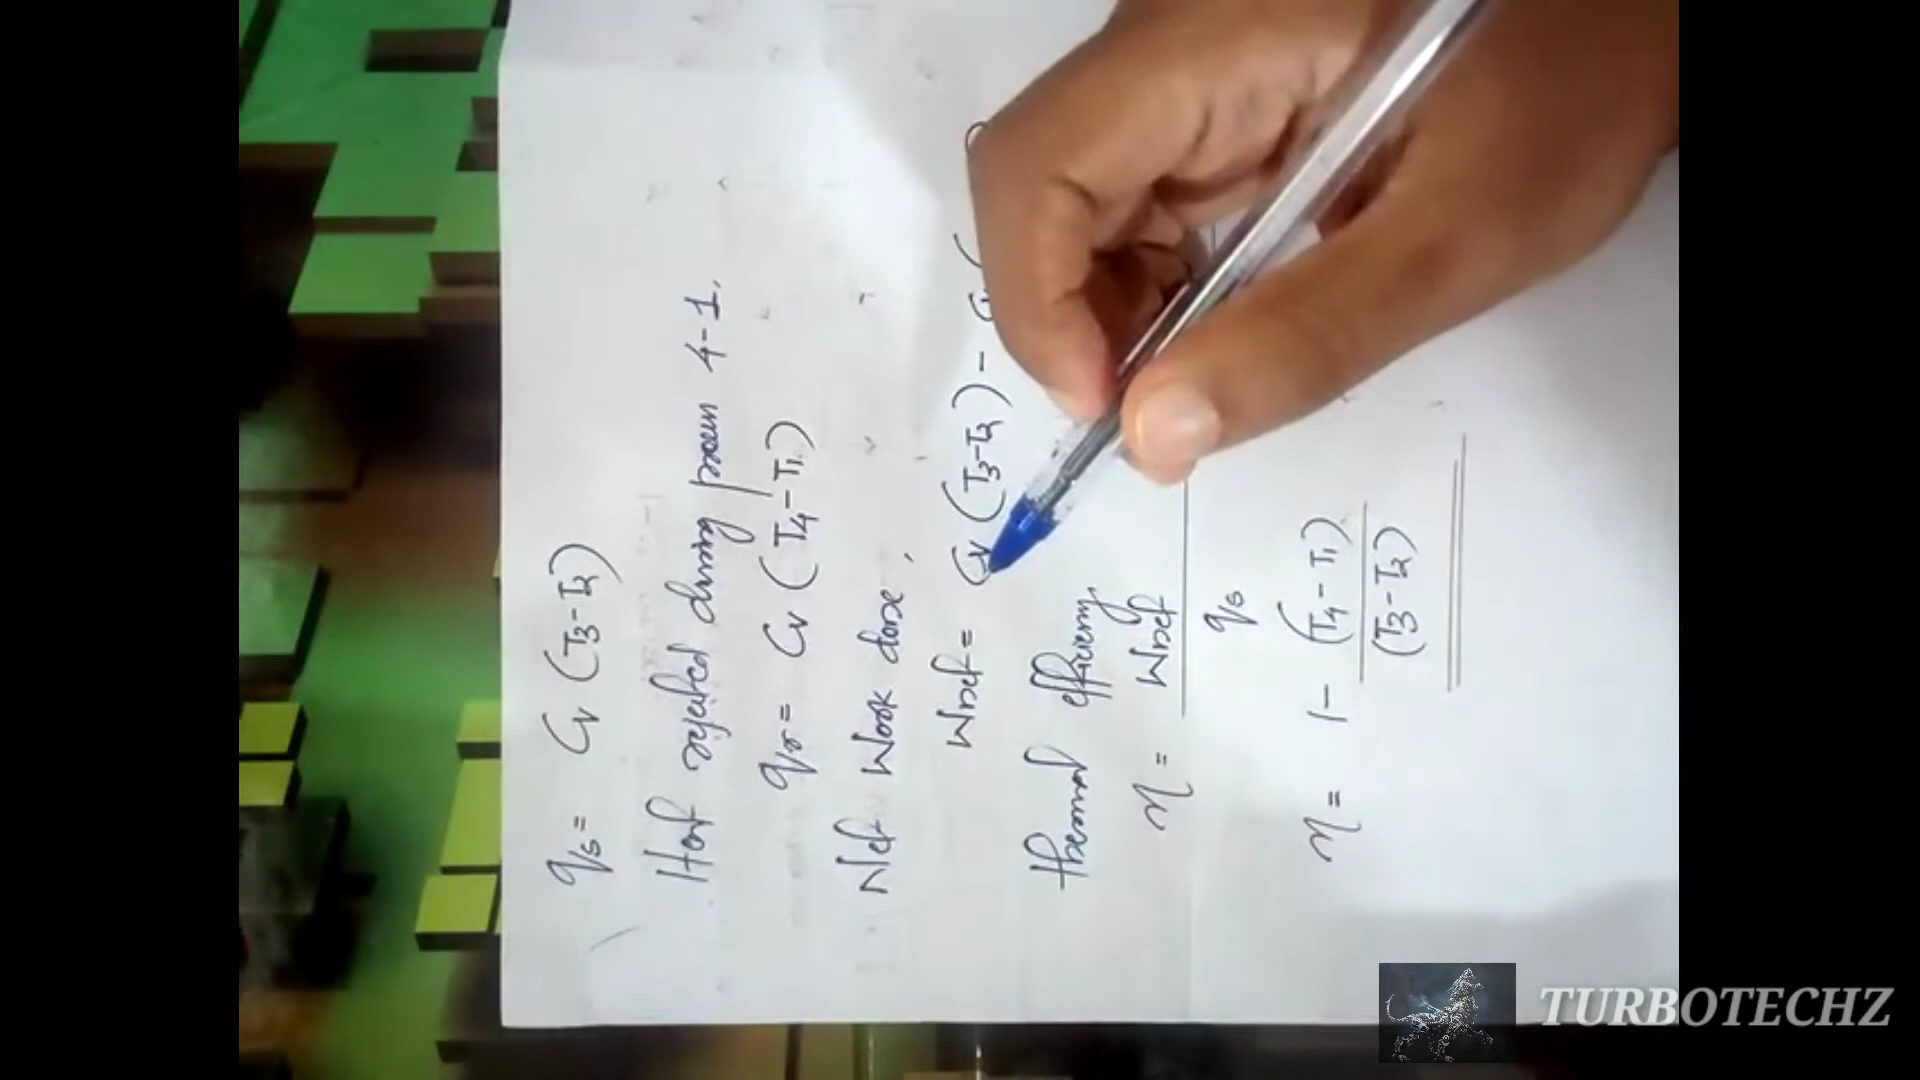 qs = Cv (T3-T2)
Heat rejected during process 4-1,
qr = Cv (T4-T1)
Net Work done,
Wnet = Cv (T3-T2) -
thermal efficiency,
η = Wnet
qs
η = 1- (T4-T1)
(T3-T2)
TURBOTECHZ